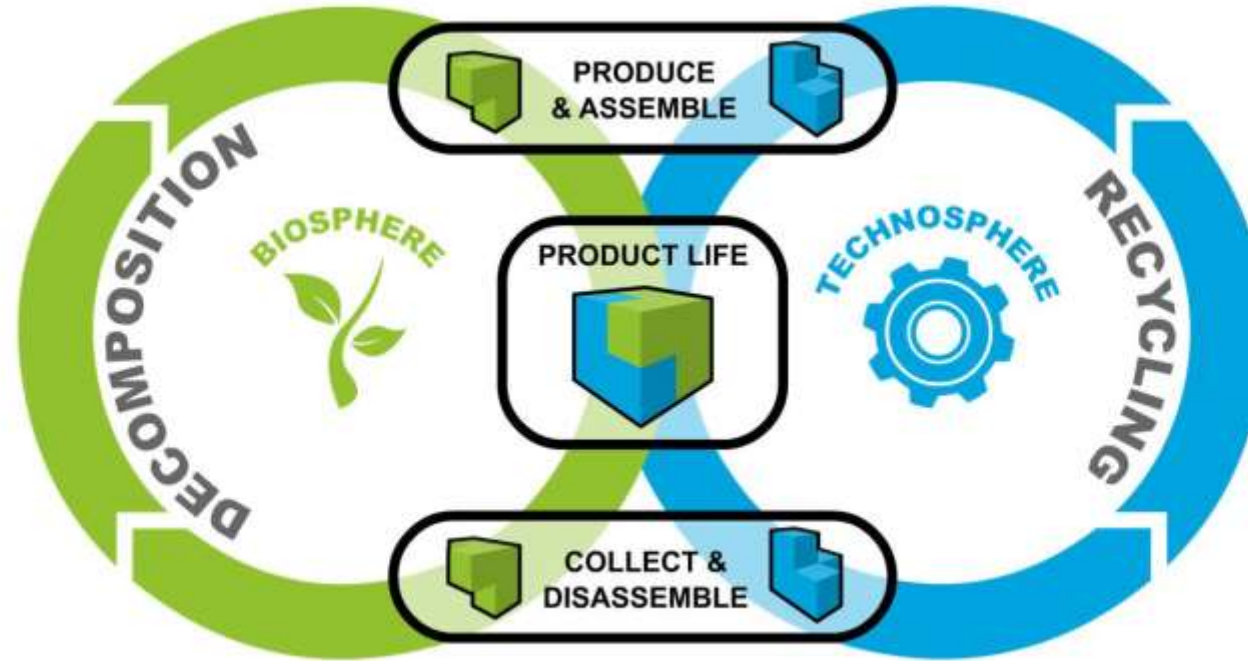 PRODUCE
& ASSEMBLE
DECOMPOSITION
BIOSPHERE
PRODUCT LIFE
TECHNOSPHERE
RECYCLING
COLLECT &
DISASSEMBLE